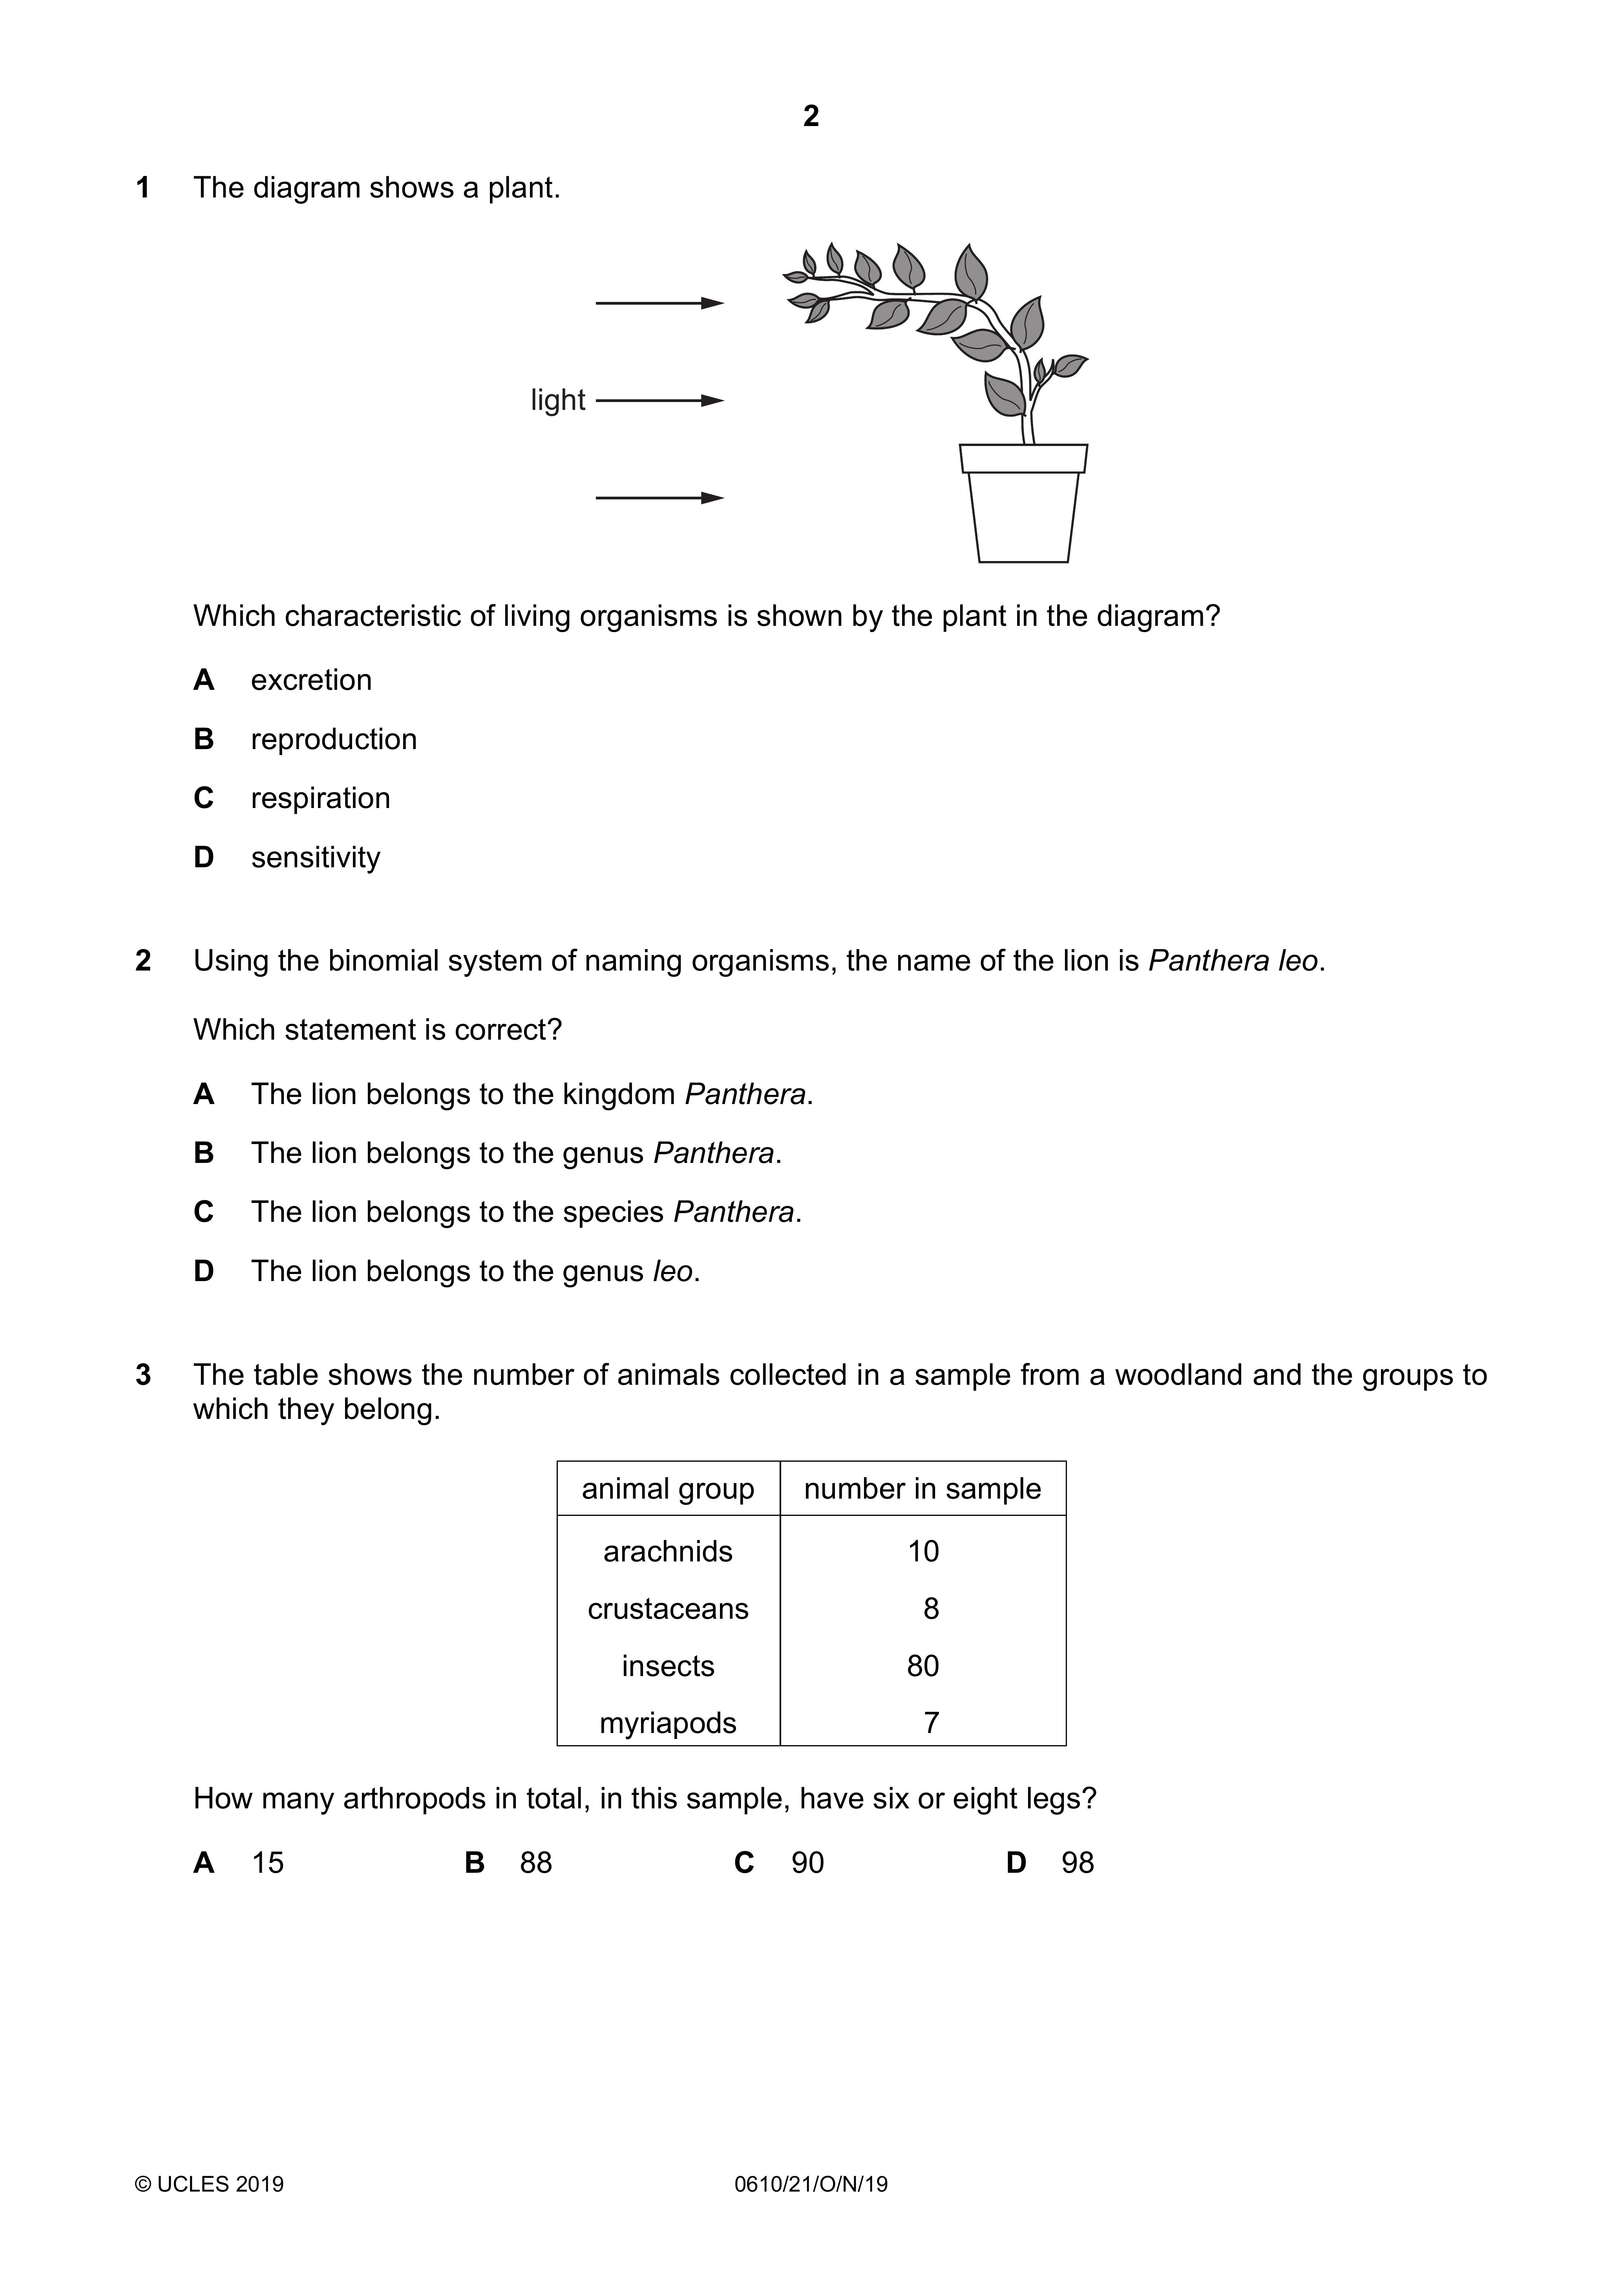 2
1 The diagram shows a plant.
light
Which characteristic of living organisms is shown by the plant in the diagram?
A excretion
B reproduction
C respiration
D sensitivity
2 Using the binomial system of naming organisms, the name of the lion is Panthera leo.
Which statement is correct?
A The lion belongs to the kingdom Panthera.
B The lion belongs to the genus Panthera.
C The lion belongs to the species Panthera.
D The lion belongs to the genus leo.
3 The table shows the number of animals collected in a sample from a woodland and the groups to
which they belong.
animal group number in sample
arachnids 10
crustaceans 8
insects 80
myriapods 7
How many arthropods in total, in this sample, have six or eight legs?
A 15 B 88 C 90 D 98
© UCLES 2019 0610/21/O/N/19